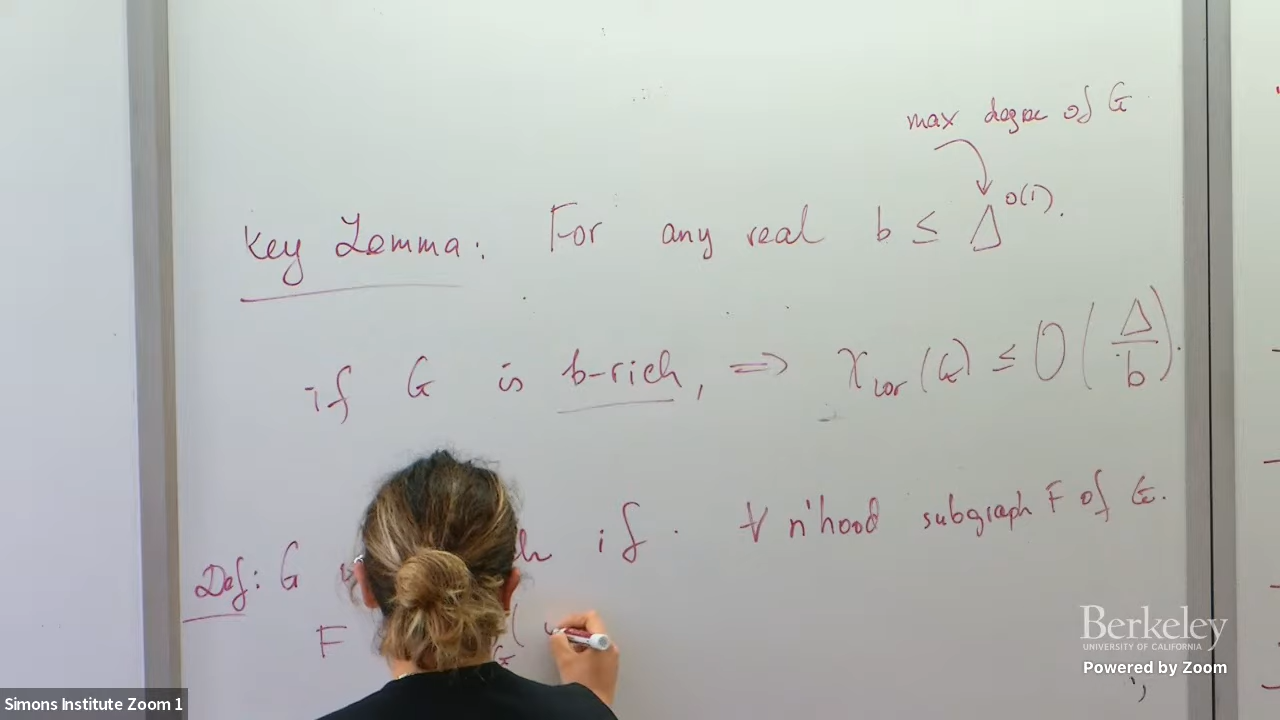 max degree of G
Key Lemma: For any real b ≤ Δ^{o(1)}.
if G is b-rich, ⟹ χ_cor(G) ≤ O(Δ/b).
Def: G if. ∀ n'hood subgraph F of G.
F
Berkeley
UNIVERSITY OF CALIFORNIA
Powered by Zoom
Simons Institute Zoom 1